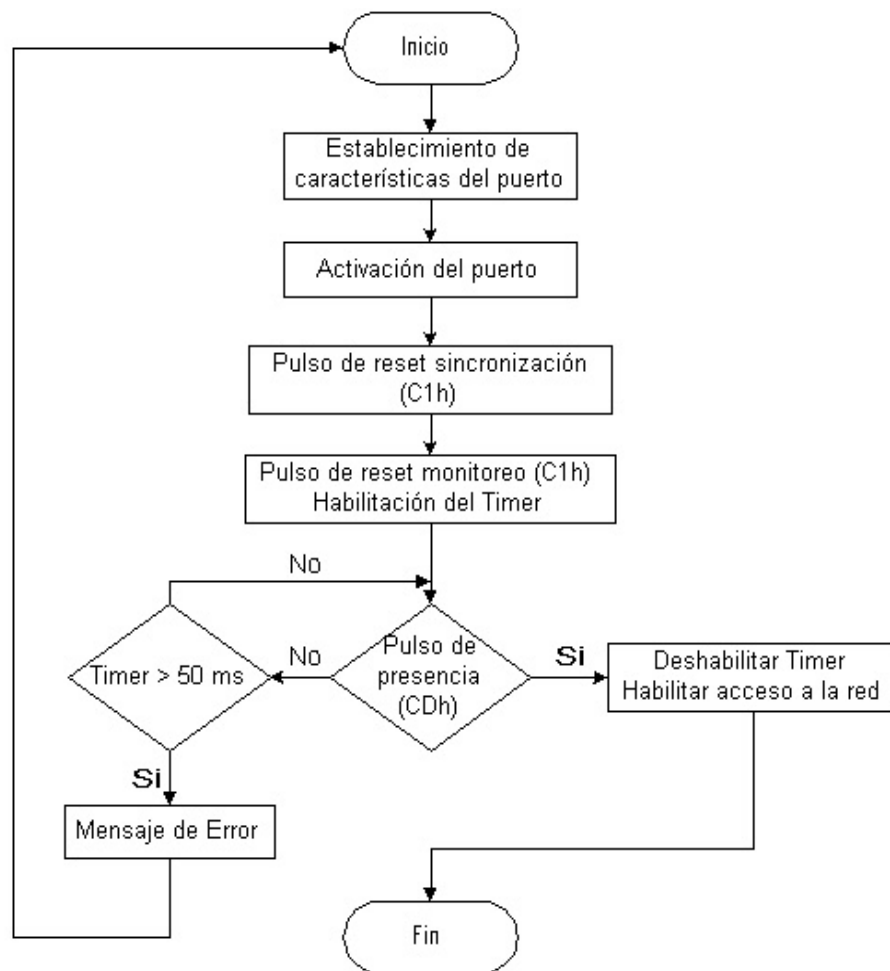 Inicio
Establecimiento de
características del puerto
Activación del puerto
Pulso de reset sincronización
(C1h)
Pulso de reset monitoreo (C1h)
Habilitación del Timer
No
Timer > 50 ms
No
Pulso de
presencia
(CDh)
Si
Deshabilitar Timer
Habilitar acceso a la red
Si
Mensaje de Error
Fin